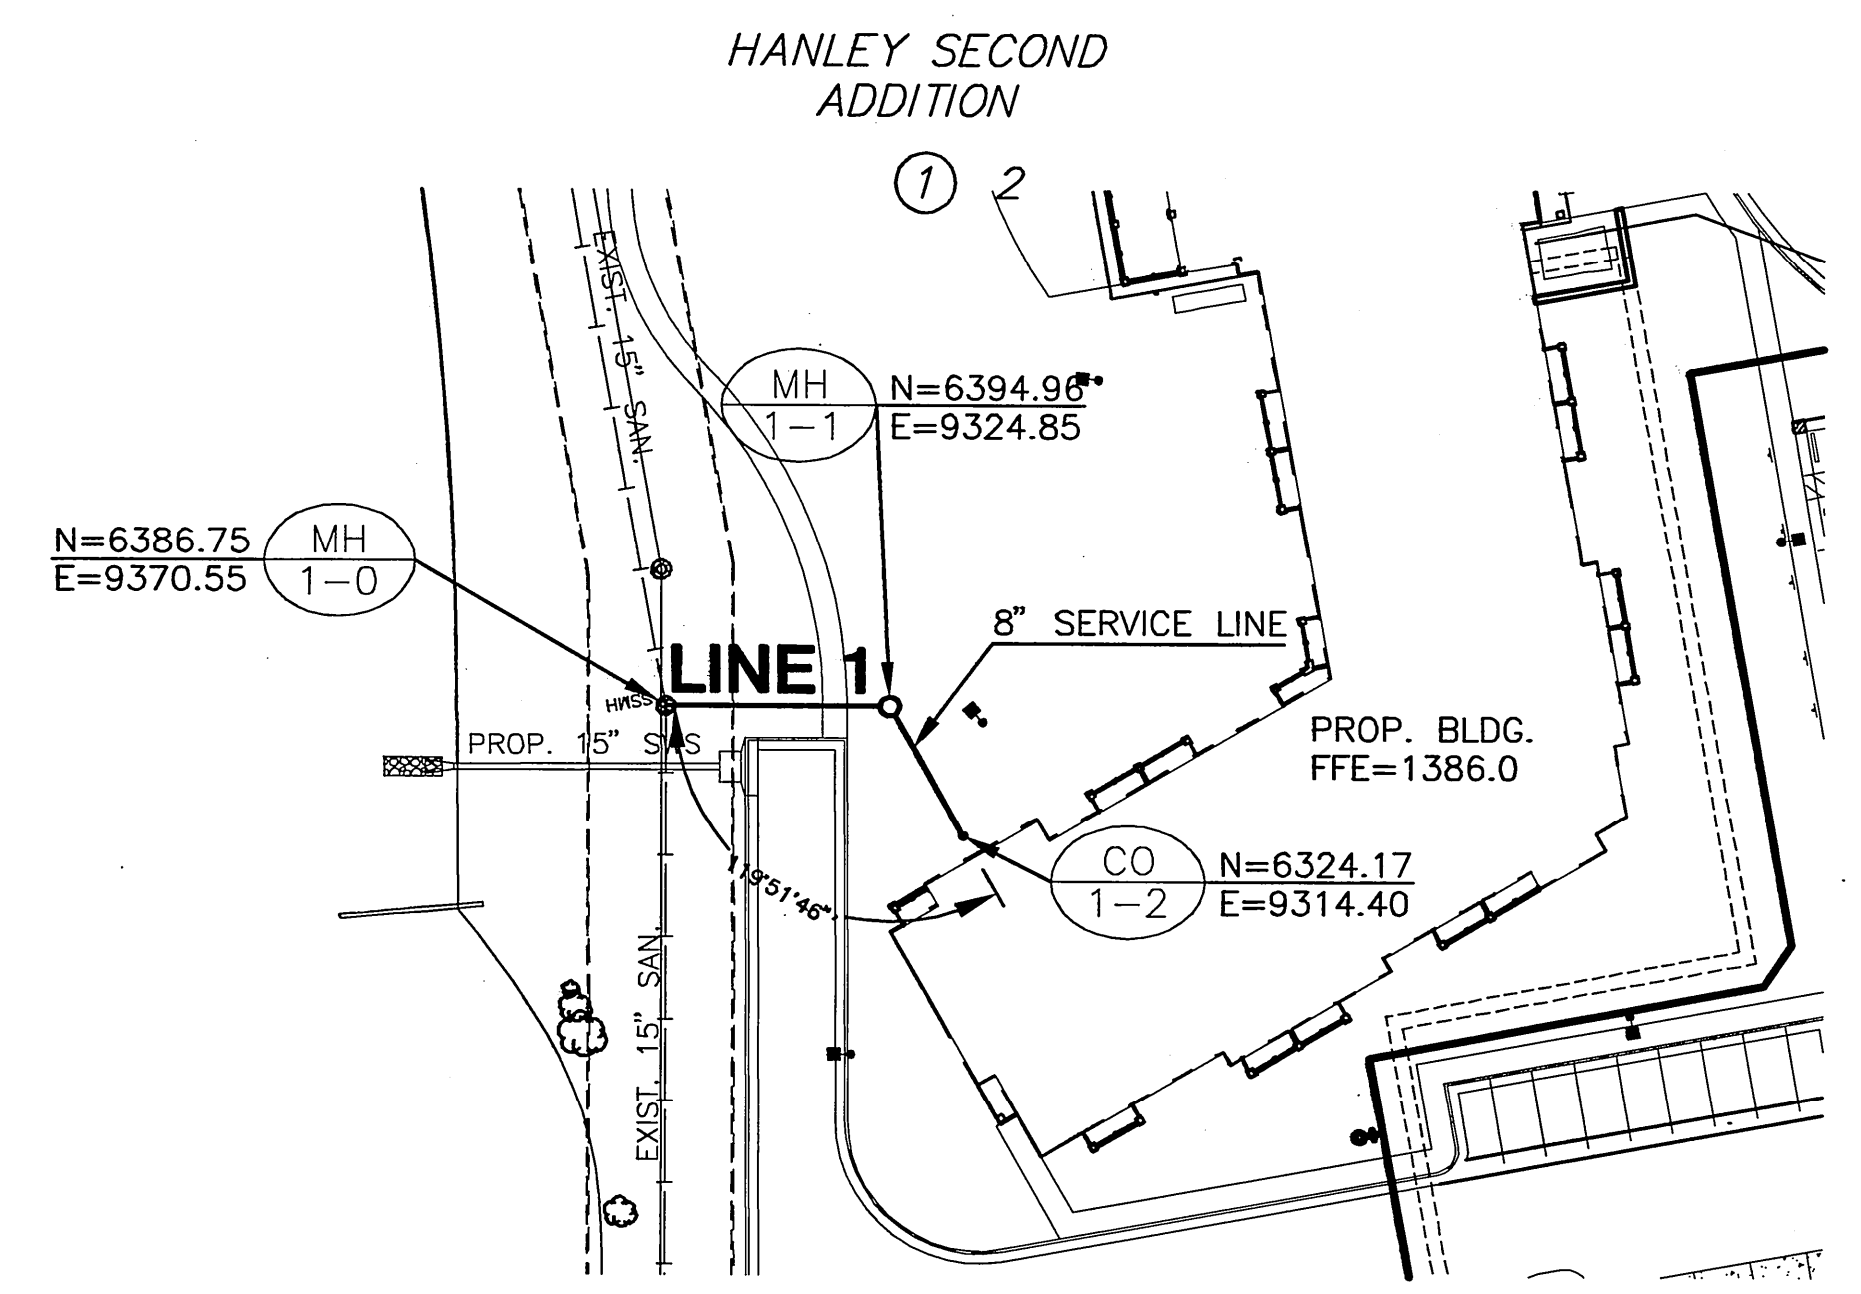 HANLEY SECOND
ADDITION
1 2
EXIST. 15" SAN.
MH
1-1
N=6394.96
E=9324.85
N=6386.75
E=9370.55
MH
1-0
8" SERVICE LINE
LINE 1
SSMH
PROP. 15" SAS
PROP. BLDG.
FFE=1386.0
CO
1-2
N=6324.17
E=9314.40
119°51'46"
EXIST. 15" SAN.